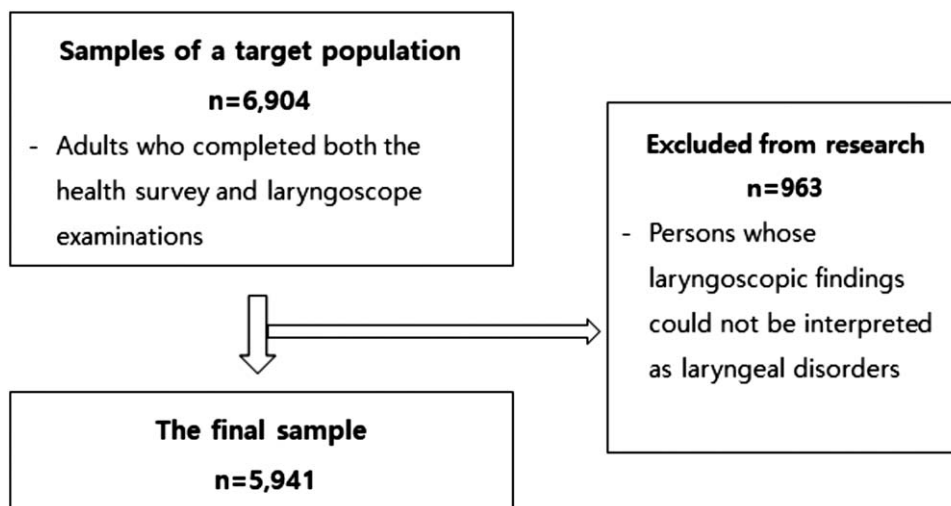 Samples of a target population
n=6,904
- Adults who completed both the
health survey and laryngoscope
examinations
Excluded from research
n=963
- Persons whose
laryngoscopic findings
could not be interpreted
as laryngeal disorders
The final sample
n=5,941